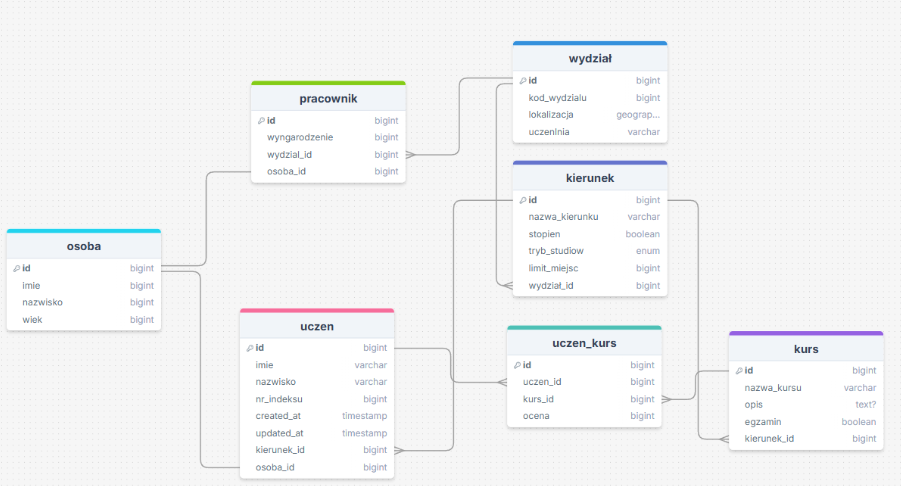 wydział
id bigint
kod_wydzialu bigint
lokalizacja geograp...
uczeninia varchar
pracownik
id bigint
wyngarodzenie bigint
wydzial_id bigint
osoba_id bigint
kierunek
id bigint
nazwa_kierunku varchar
stopien boolean
tryb_studiow enum
limit_miejsc bigint
wydział_id bigint
osoba
id bigint
imie bigint
nazwisko bigint
wiek bigint
uczen
id bigint
imie varchar
nazwisko varchar
nr_indeksu bigint
created_at timestamp
updated_at timestamp
kierunek_id bigint
osoba_id bigint
uczen_kurs
id bigint
uczen_id bigint
kurs_id bigint
ocena bigint
kurs
id bigint
nazwa_kursu varchar
opis text?
egzamin boolean
kierunek_id bigint